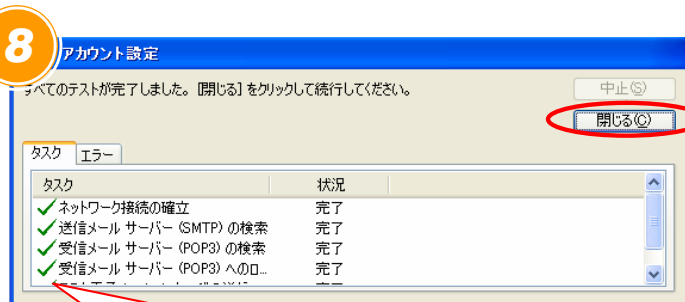 8
アカウント設定
すべてのテストが完了しました。[閉じる] をクリックして続行してください。
中止(S)
閉じる(C)
タスク エラー
タスク 状況
ネットワーク接続の確立 完了
送信メール サーバー (SMTP) の検索 完了
受信メール サーバー (POP3) の検索 完了
受信メール サーバー (POP3) へのロ... 完了